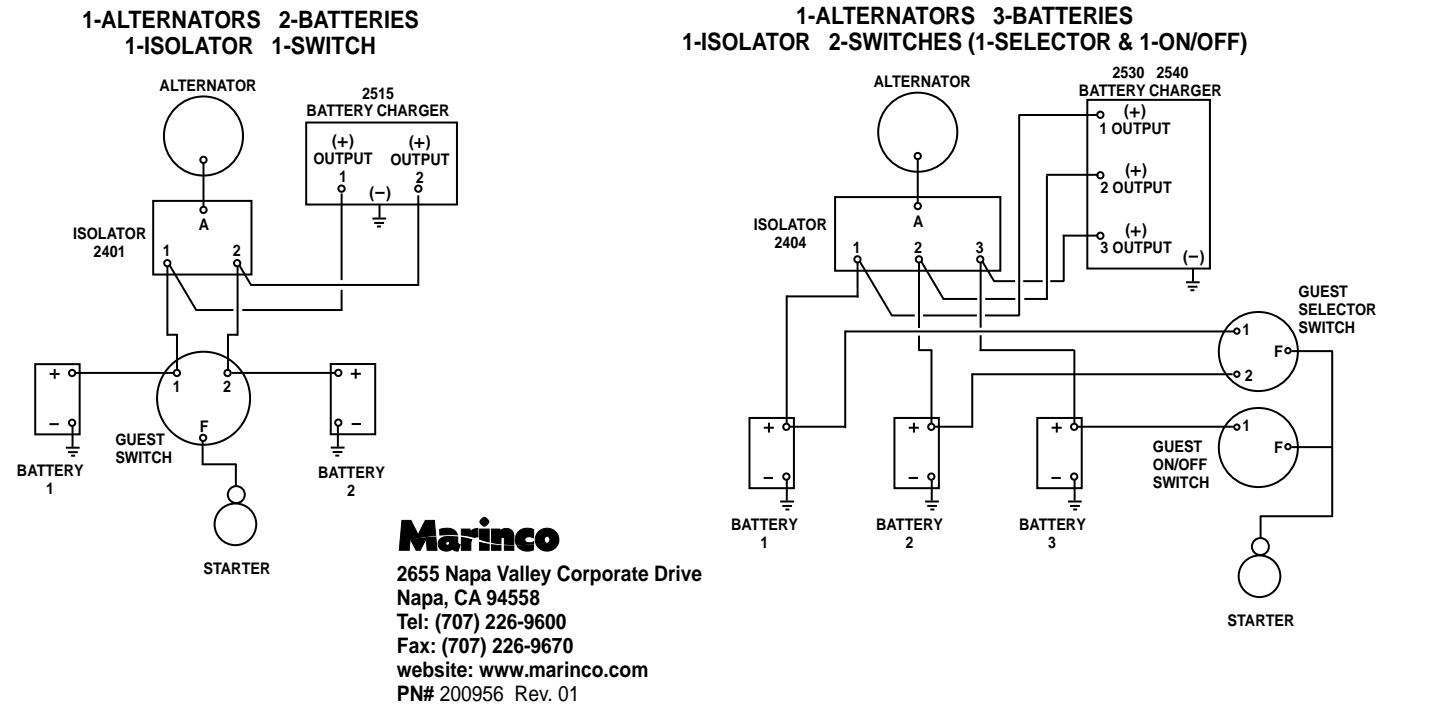 1-ALTERNATORS 2-BATTERIES
1-ISOLATOR 1-SWITCH
ALTERNATOR
2515
BATTERY CHARGER
(+)
OUTPUT
1
(+)
OUTPUT
2
(–)
A
ISOLATOR
2401
1
2
+
–
BATTERY
1
1
2
F
GUEST
SWITCH
+
–
BATTERY
2
STARTER
Marinco
2655 Napa Valley Corporate Drive
Napa, CA 94558
Tel: (707) 226-9600
Fax: (707) 226-9670
website: www.marinco.com
PN# 200956 Rev. 01
1-ALTERNATORS 3-BATTERIES
1-ISOLATOR 2-SWITCHES (1-SELECTOR & 1-ON/OFF)
ALTERNATOR
2530 2540
BATTERY CHARGER
(+)
1 OUTPUT
(+)
2 OUTPUT
(+)
3 OUTPUT
(–)
A
ISOLATOR
2404
1
2
3
GUEST
SELECTOR
SWITCH
1
F
2
+
–
BATTERY
1
+
–
BATTERY
2
+
–
BATTERY
3
GUEST
ON/OFF
SWITCH
1
F
STARTER